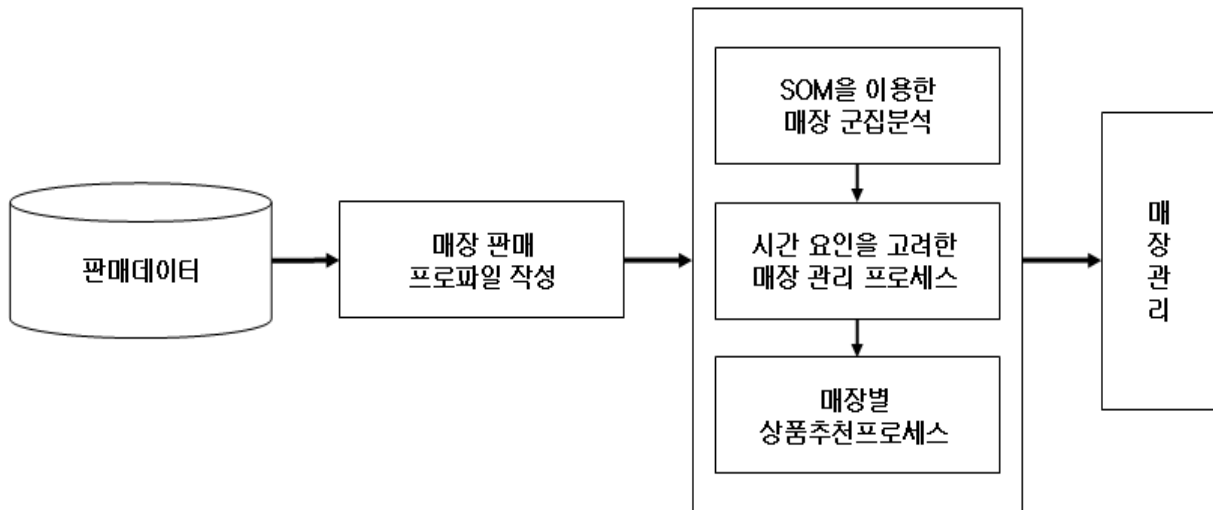 판매데이터
매장 판매
프로파일 작성
SOM을 이용한
매장 군집분석
시간 요인을 고려한
매장 관리 프로세스
매장별
상품추천프로세스
매
장
관
리